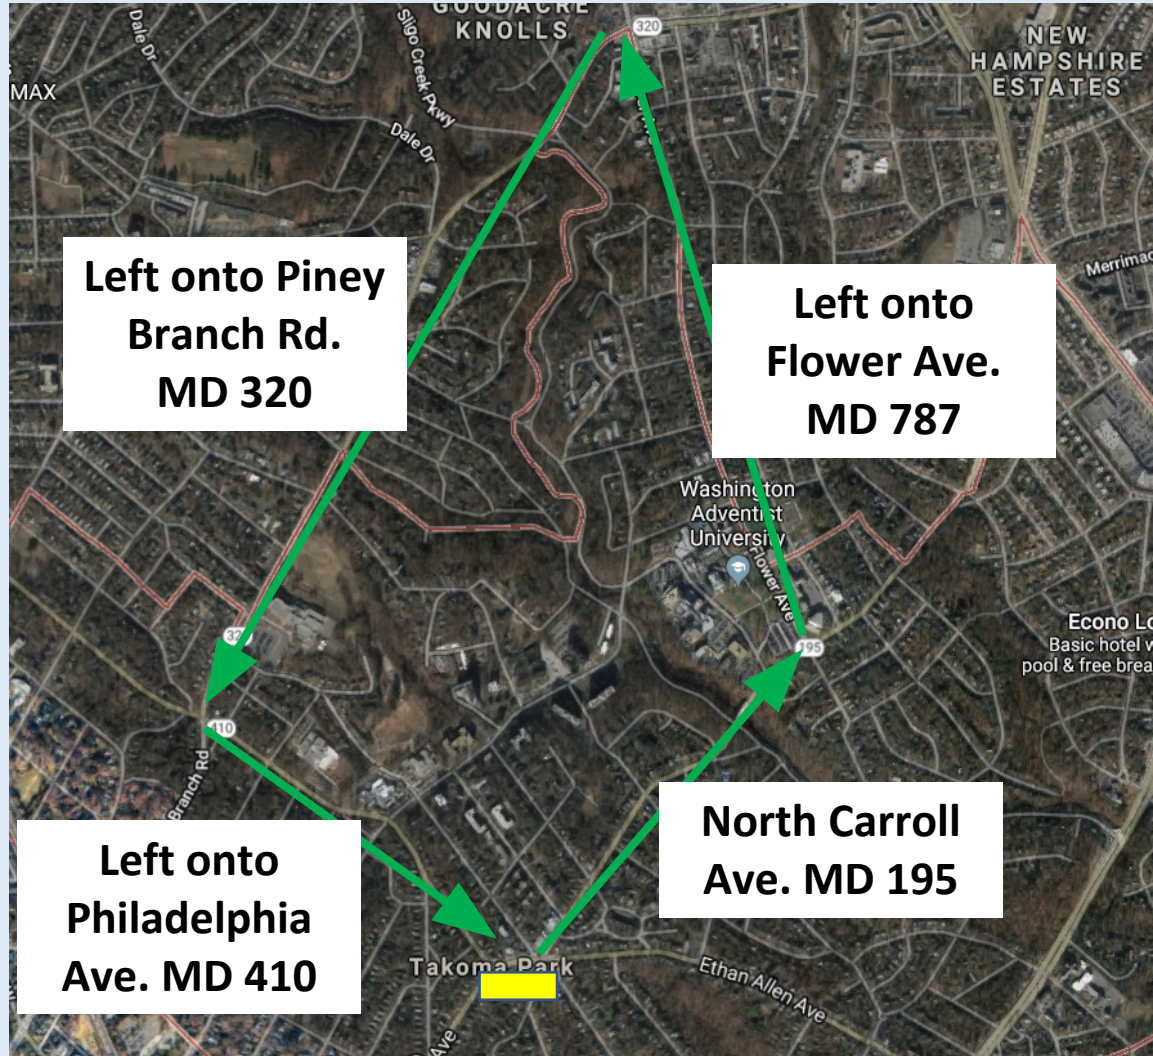 GOODACRE
KNOLLS
320
NEW
HAMPSHIRE
ESTATES
Dale Dr
Sligo Creek Pkwy
MAX
Dale Dr
Merrimac
Left onto Piney
Branch Rd.
MD 320
Left onto
Flower Ave.
MD 787
Washington
Adventist
University
Flower Ave
195
Econo Lo
Basic hotel w
pool & free brea
410
Branch Rd
North Carroll
Ave. MD 195
Left onto
Philadelphia
Ave. MD 410
Takoma Park
Ethan Allen Ave
Ave